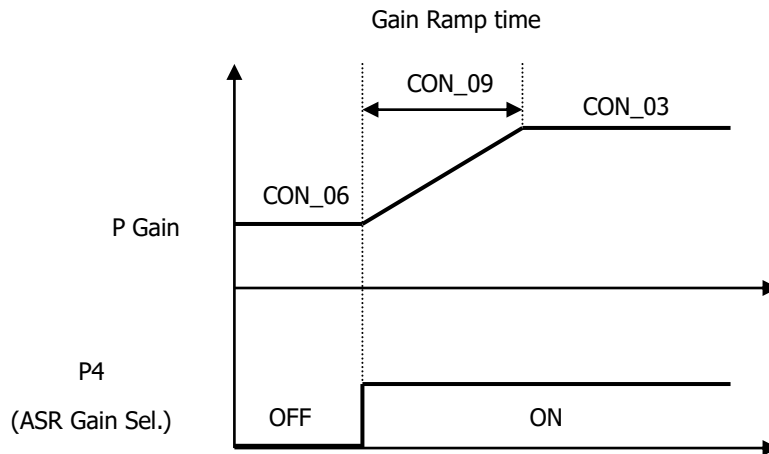 Gain Ramp time
CON_09
CON_03
CON_06
P Gain
P4
(ASR Gain Sel.)
OFF
ON